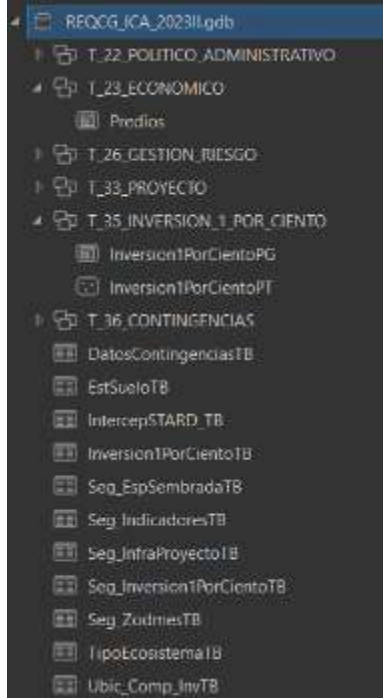 REQCG_ICA_2023II.gdb
T_22_POLITICO_ADMINISTRATIVO
T_23_ECONOMICO
Predios
T_26_GESTION_RIESGO
T_33_PROYECTO
T_35_INVERSION_1_POR_CIENTO
Inversion1PorCientoPG
Inversion1PorCientoPT
T_36_CONTINGENCIAS
DatosContingenciasTB
EstSueloTB
IntercepSTARD_TB
Inversion1PorCientoTB
Seg_EspSembradaTB
Seg_IndicadoresTB
Seg_InfraProyectoTB
Seg_Inversion1PorCientoTB
Seg_ZodmesTB
TipoEcosistemaTB
Ubic_Comp_InvTB